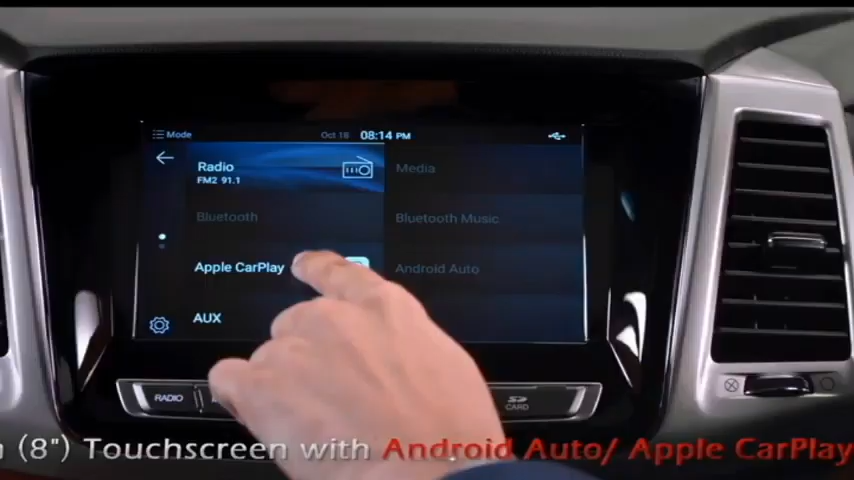 Mode Oct 18 08:14 PM
Radio
FM2 91.1
Media
Bluetooth
Bluetooth Music
Apple CarPlay
Android Auto
AUX
RADIO
SD
CARD
(8") Touchscreen with Android Auto/ Apple CarPlay